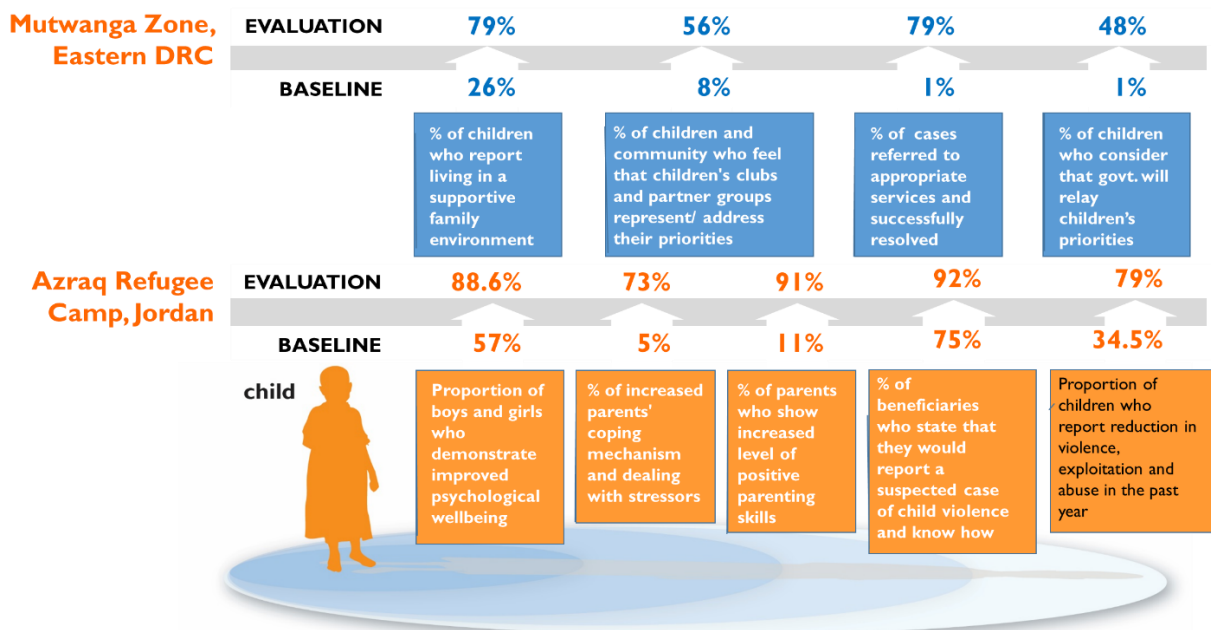 Mutwanga Zone,
Eastern DRC
EVALUATION 79% 56% 79% 48%
BASELINE 26% 8% 1% 1%
% of children
who report
living in a
supportive
family
environment
% of children and
community who feel
that children's clubs
and partner groups
represent/ address
their priorities
% of cases
referred to
appropriate
services and
successfully
resolved
% of children
who consider
that govt. will
relay
children's
priorities
Azraq Refugee
Camp, Jordan
EVALUATION 88.6% 73% 91% 92% 79%
BASELINE 57% 5% 11% 75% 34.5%
child
Proportion of
boys and girls
who
demonstrate
improved
psychological
wellbeing
% of increased
parents'
coping
mechanism
and dealing
with stressors
% of parents
who show
increased
level of
positive
parenting
skills
% of
beneficiaries
who state that
they would
report a
suspected case
of child violence
and know how
Proportion of
children who
report reduction in
violence,
exploitation and
abuse in the past
year